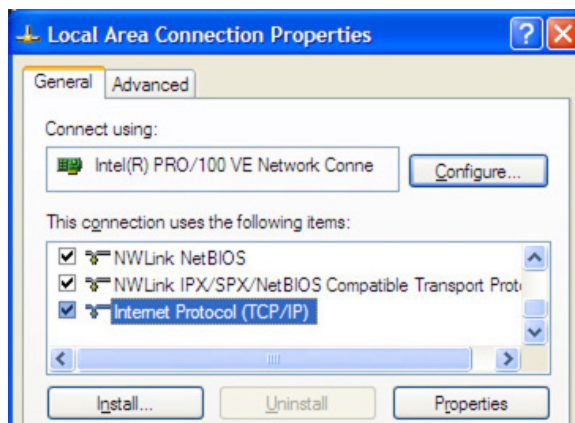 Local Area Connection Properties
General Advanced
Connect using:
Intel(R) PRO/100 VE Network Conne
Configure...
This connection uses the following items:
NWLink NetBIOS
NWLink IPX/SPX/NetBIOS Compatible Transport Proto
Internet Protocol (TCP/IP)
Install... Uninstall Properties